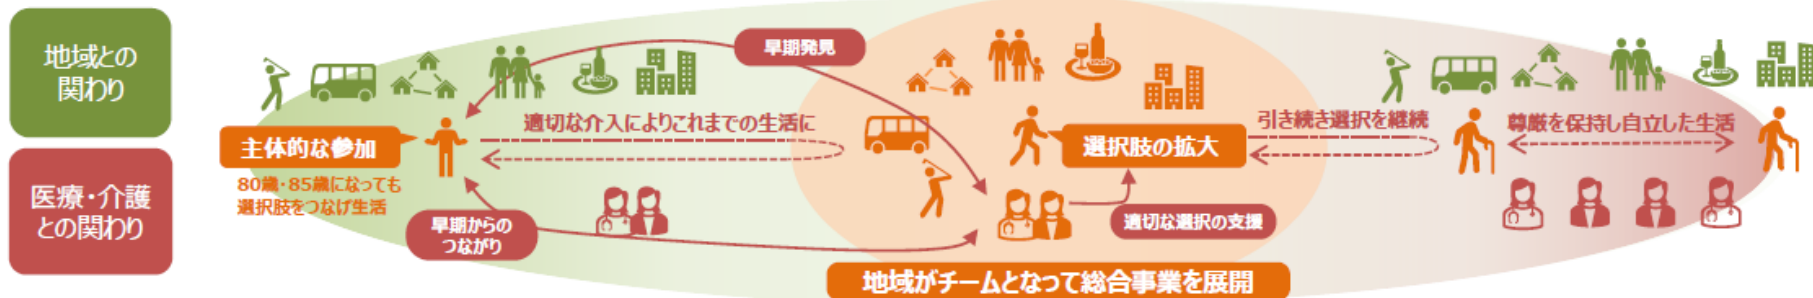 地域との
関わり
医療・介護
との関わり
主体的な参加
80歳・85歳になっても
選択肢をつなげ生活
早期からの
つながり
早期発見
適切な介入によりこれまでの生活に
選択肢の拡大
適切な選択の支援
地域がチームとなって総合事業を展開
引き続き選択を継続
尊厳を保持し自立した生活